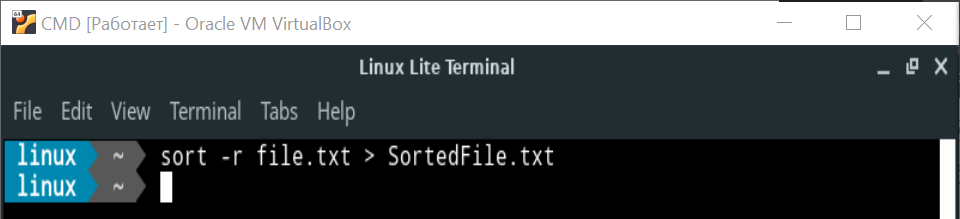 CMD [Работает] - Oracle VM VirtualBox
Linux Lite Terminal
File Edit View Terminal Tabs Help
linux ~ sort -r file.txt > SortedFile.txt
linux ~